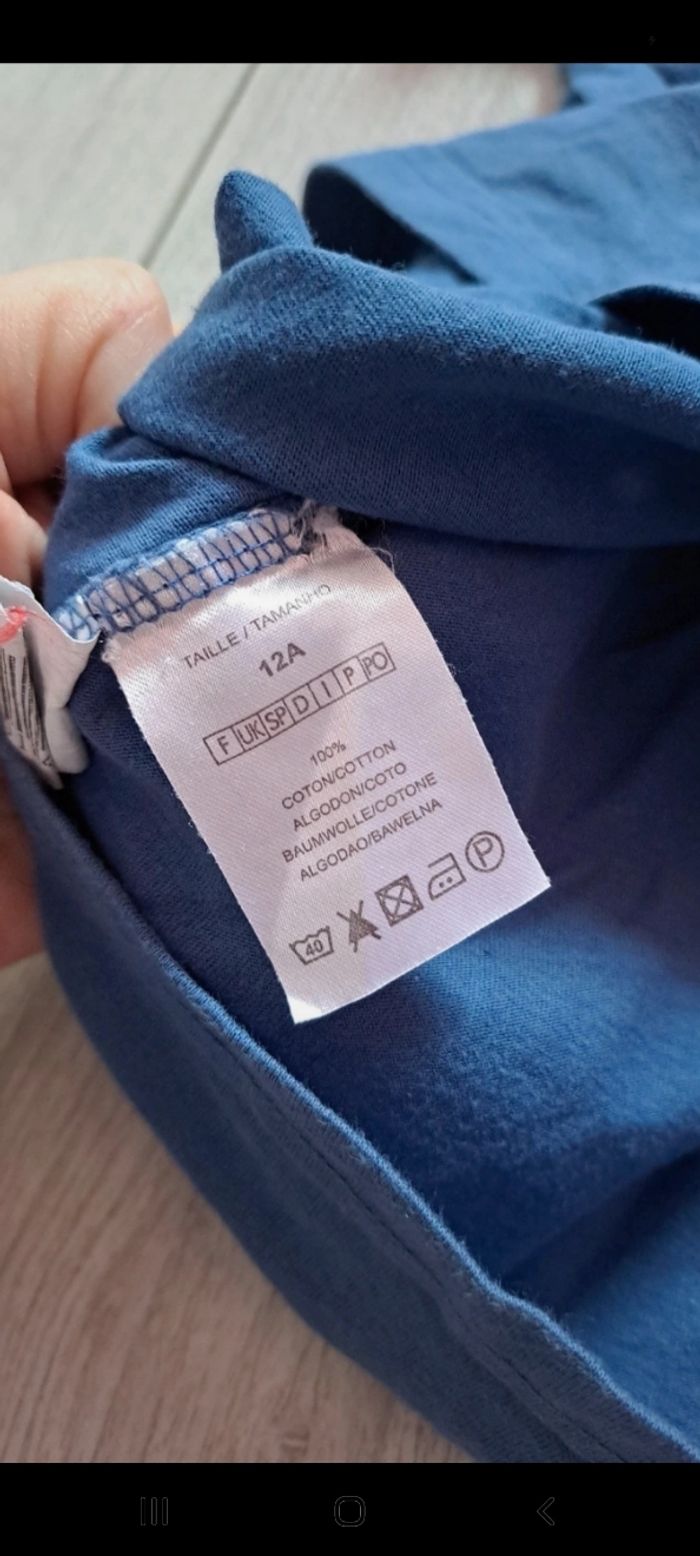 TAILLE / TAMANHO
12A
F UK SP D I P PO
100%
COTON/COTTON
ALGODON/COTO
BAUMWOLLE/COTONE
ALGODAO/BAWELNA
40 P